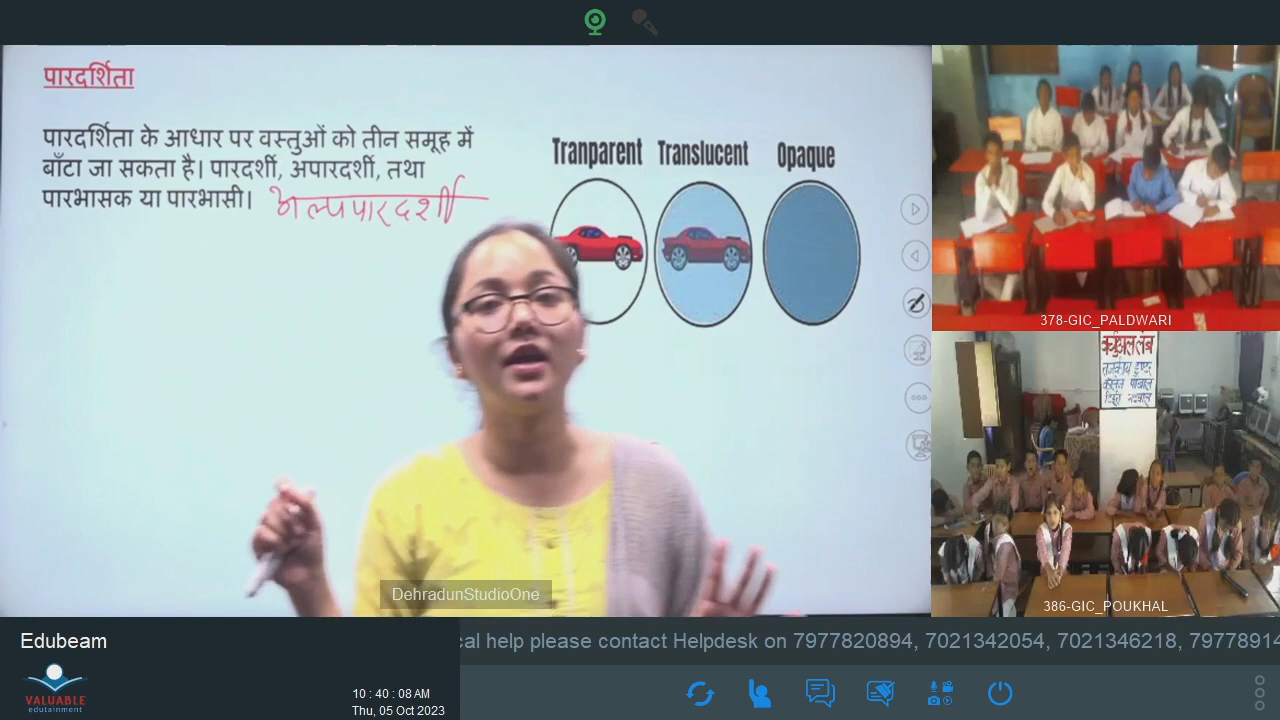 पारदर्शिता
पारदर्शिता के आधार पर वस्तुओं को तीन समूह में
बाँटा जा सकता है। पारदर्शी, अपारदर्शी, तथा
पारभासक या पारभासी।
अल्पपारदर्शी
Tranparent Translucent Opaque
DehradunStudioOne
378-GIC_PALDWARI
वर्चुअल लैब
386-GIC_POUKHAL
Edubeam
cal help please contact Helpdesk on 7977820894, 7021342054, 7021346218, 79778914
VALUABLE
edutainment
10 : 40 : 08 AM
Thu, 05 Oct 2023